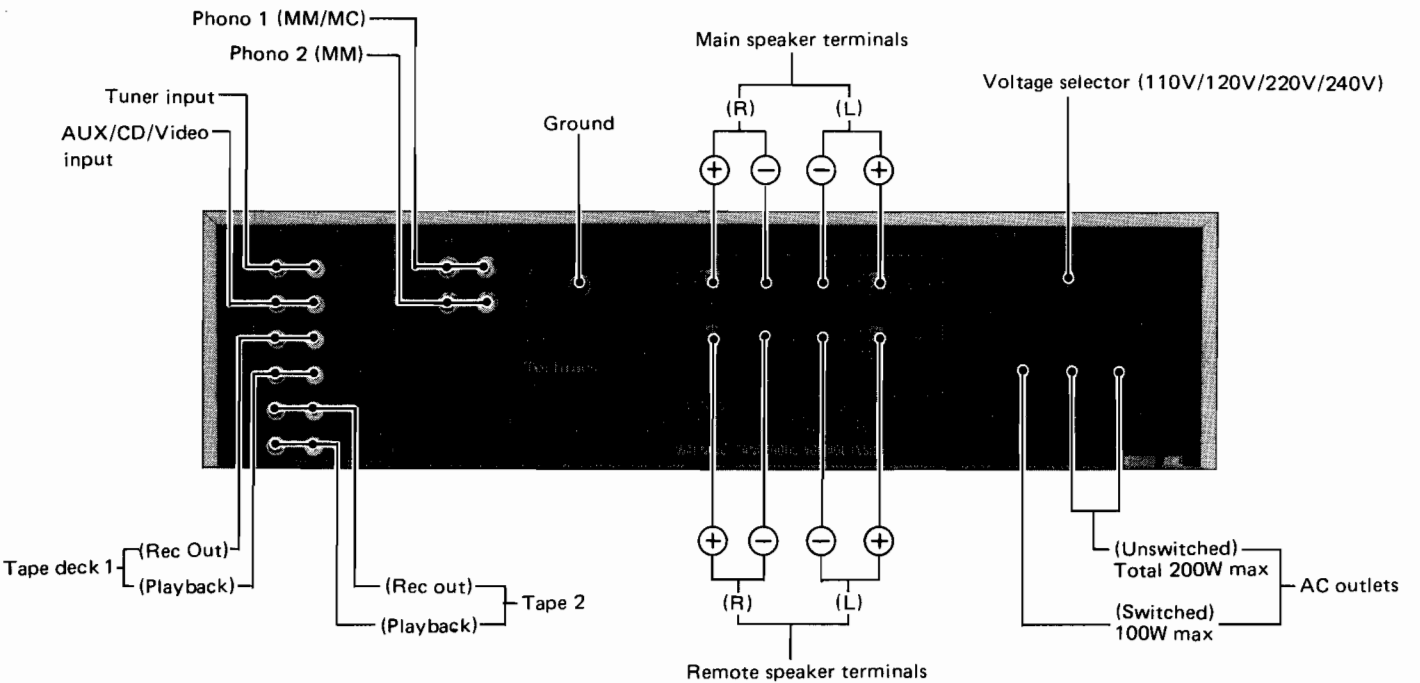 Phono 1 (MM/MC)
Phono 2 (MM)
Tuner input
AUX/CD/Video
input
Ground
Main speaker terminals
(R)
(L)
+
−
−
+
Voltage selector (110V/120V/220V/240V)
Technics
Tape deck 1
(Rec Out)
(Playback)
(Rec out)
(Playback)
Tape 2
+
−
−
+
(R)
(L)
Remote speaker terminals
(Unswitched)
Total 200W max
(Switched)
100W max
AC outlets